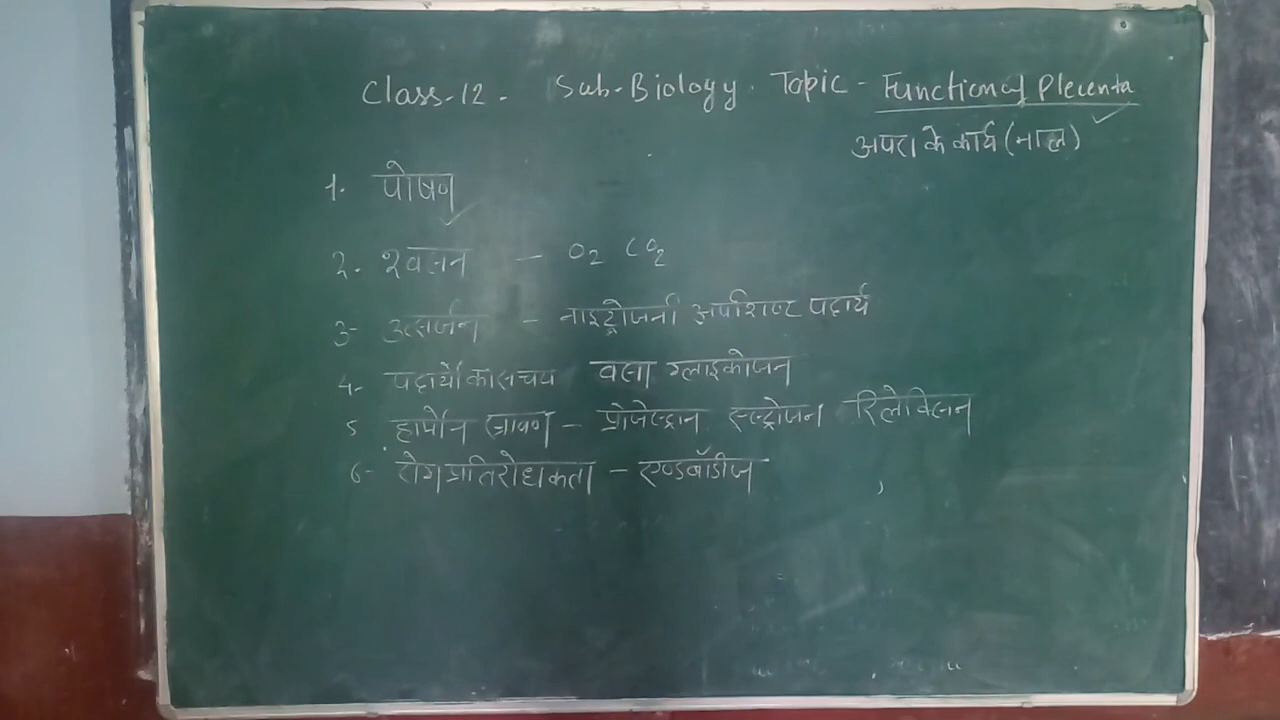 Class-12. Sub-Biology. Topic - Function of Plecenta
अपरा के कार्य (नाल)
1. पोषण
2. श्वसन - O2 CO2
3- उत्सर्जन - नाइट्रोजनी अपशिष्ट पदार्थ
4- पदार्थो का संचय वसा ग्लाइकोजन
5 हार्मोन स्रावण - प्रोजेस्ट्रान एस्ट्रोजन रिलेक्सिन
6- रोग प्रतिरोधकता - एण्डबॉडीज